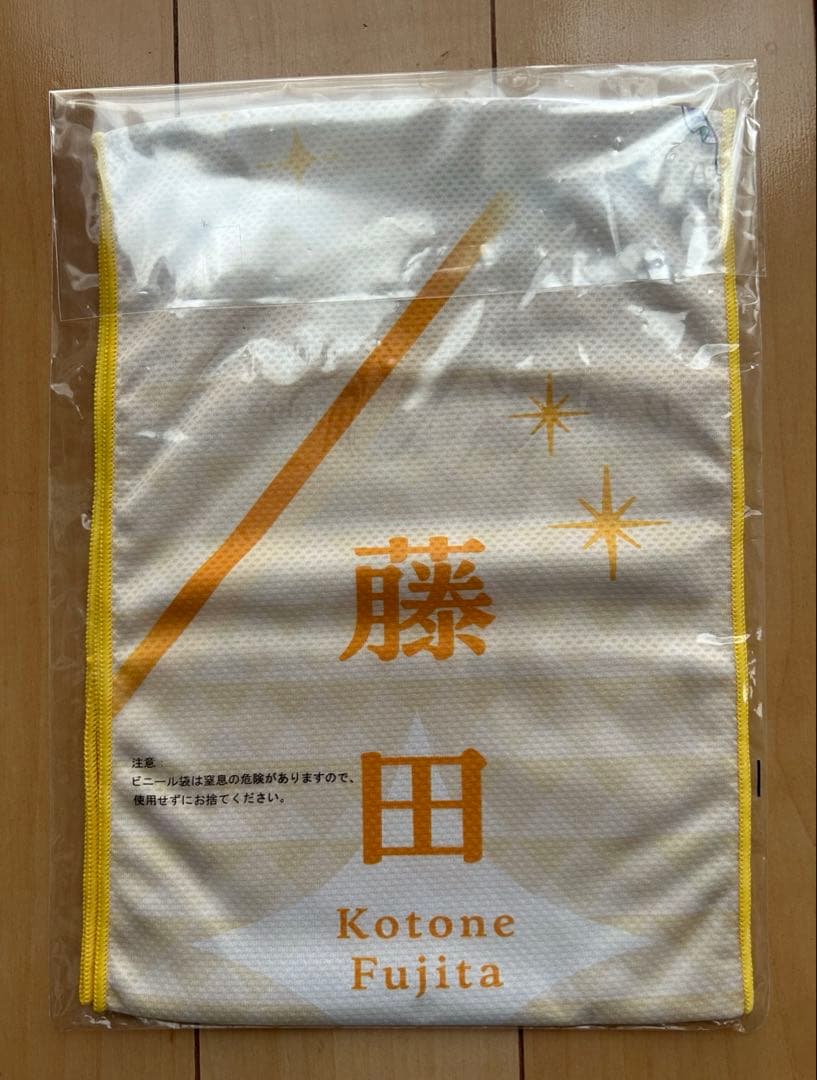 藤
田
注意：
ビニール袋は窒息の危険がありますので、
使用せずにお捨てください。
Kotone
Fujita